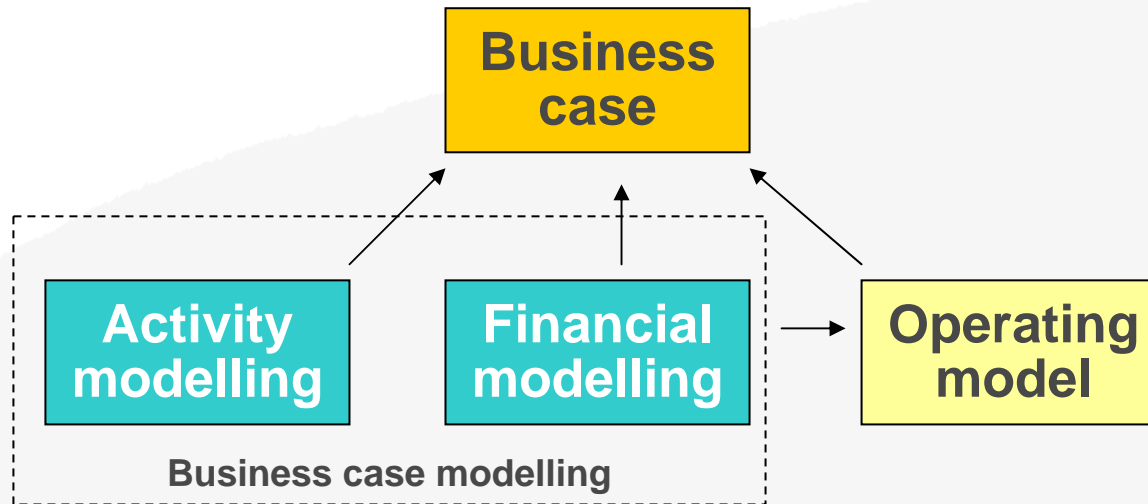 Business
case
Activity
modelling
Financial
modelling
Operating
model
Business case modelling